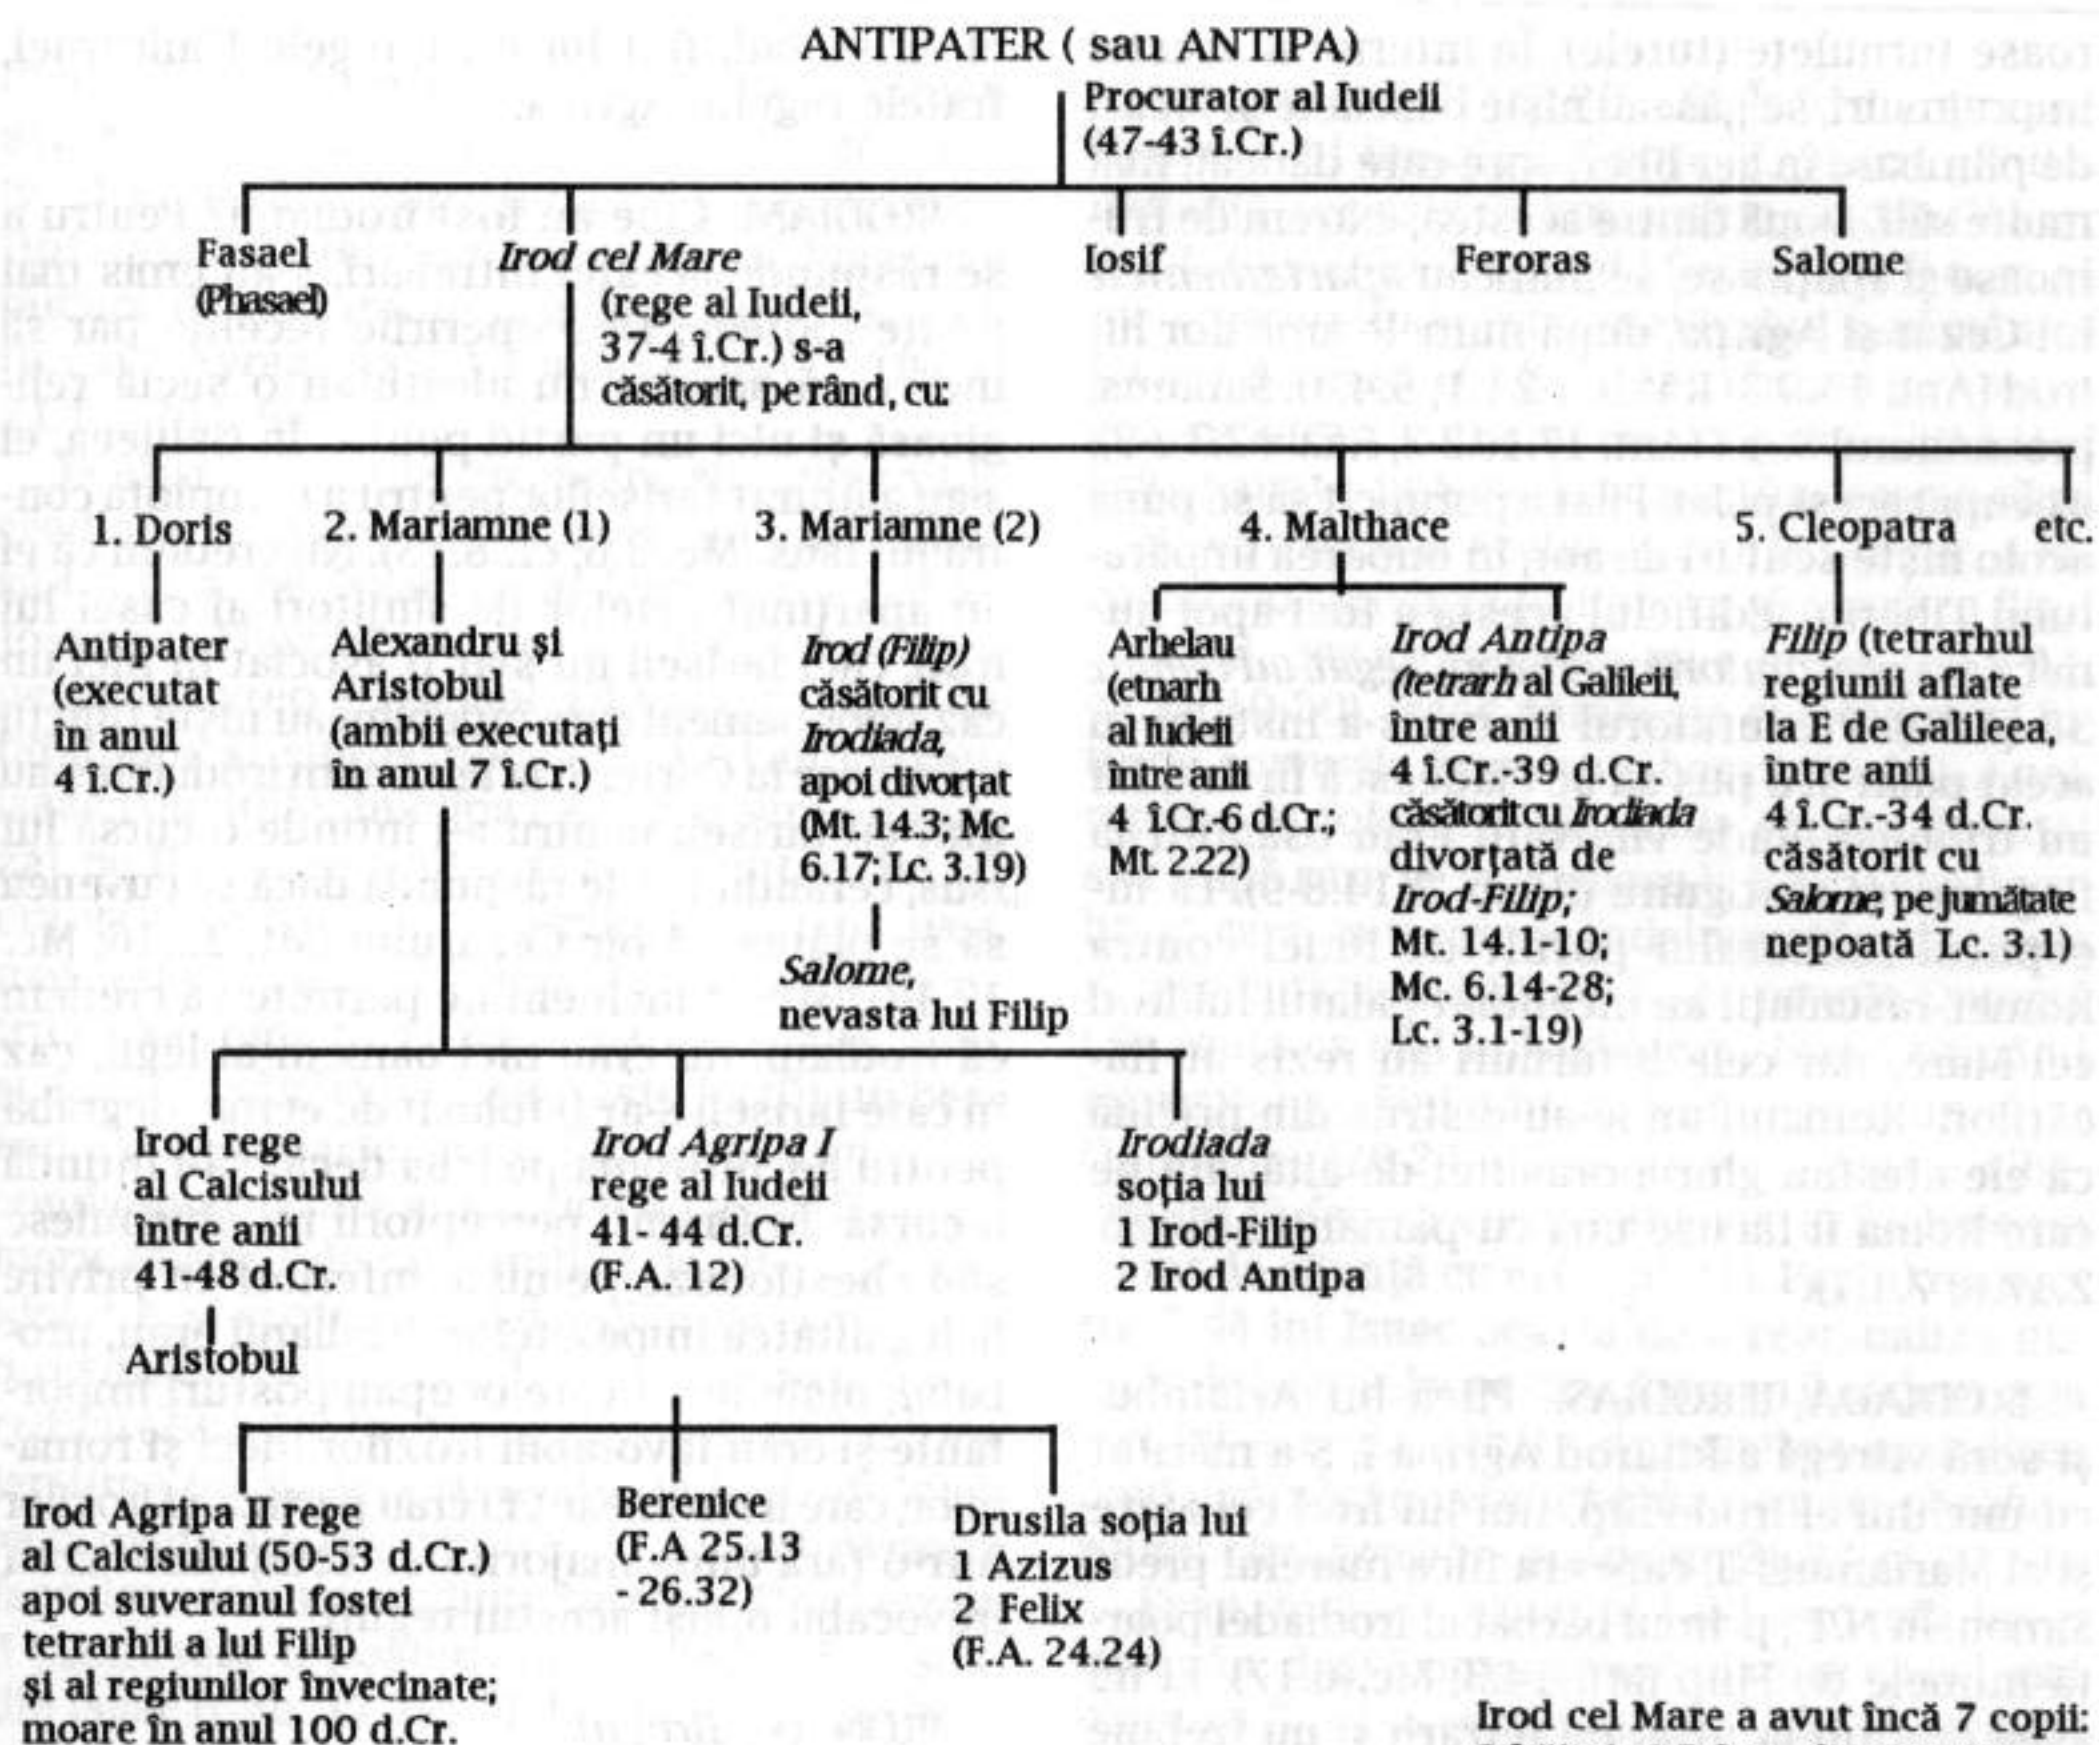 ANTIPATER ( sau ANTIPA)
Procurator al Iudeii
(47-43 î.Cr.)
Fasael
(Phasael)
Irod cel Mare
(rege al Iudeii,
37-4 î.Cr.) s-a
căsătorit, pe rând, cu:
Iosif
Feroras
Salome
1. Doris
2. Mariamne (1)
3. Mariamne (2)
4. Malthace
5. Cleopatra
etc.
Antipater
(executat
în anul
4 î.Cr.)
Alexandru și
Aristobul
(ambii executați
în anul 7 î.Cr.)
Irod (Filip)
căsătorit cu
Irodiada,
apoi divorțat
(Mt. 14.3; Mc.
6.17; Lc. 3.19)
Salome,
nevasta lui Filip
Arhelau
(etnarh
al Iudeii
între anii
4 î.Cr.-6 d.Cr.;
Mt. 2.22)
Irod Antipa
(tetrarh al Galileii,
între anii
4 î.Cr.-39 d.Cr.
căsătorit cu Irodiada
divorțată de
Irod-Filip;
Mt. 14.1-10;
Mc. 6.14-28;
Lc. 3.1-19)
Filip (tetrarhul
regiunii aflate
la E de Galileea,
între anii
4 î.Cr.-34 d.Cr.
căsătorit cu
Salome, pe jumătate
nepoată Lc. 3.1)
Irod rege
al Calcisului
între anii
41-48 d.Cr.
Aristobul
Irod Agripa I
rege al Iudeii
41- 44 d.Cr.
(F.A. 12)
Irodiada
soția lui
1 Irod-Filip
2 Irod Antipa
Irod Agripa II rege
al Calcisului (50-53 d.Cr.)
apoi suveranul fostei
tetrarhii a lui Filip
și al regiunilor învecinate;
moare în anul 100 d.Cr.
Berenice
(F.A 25.13
- 26.32)
Drusila soția lui
1 Azizus
2 Felix
(F.A. 24.24)
Irod cel Mare a avut încă 7 copii: